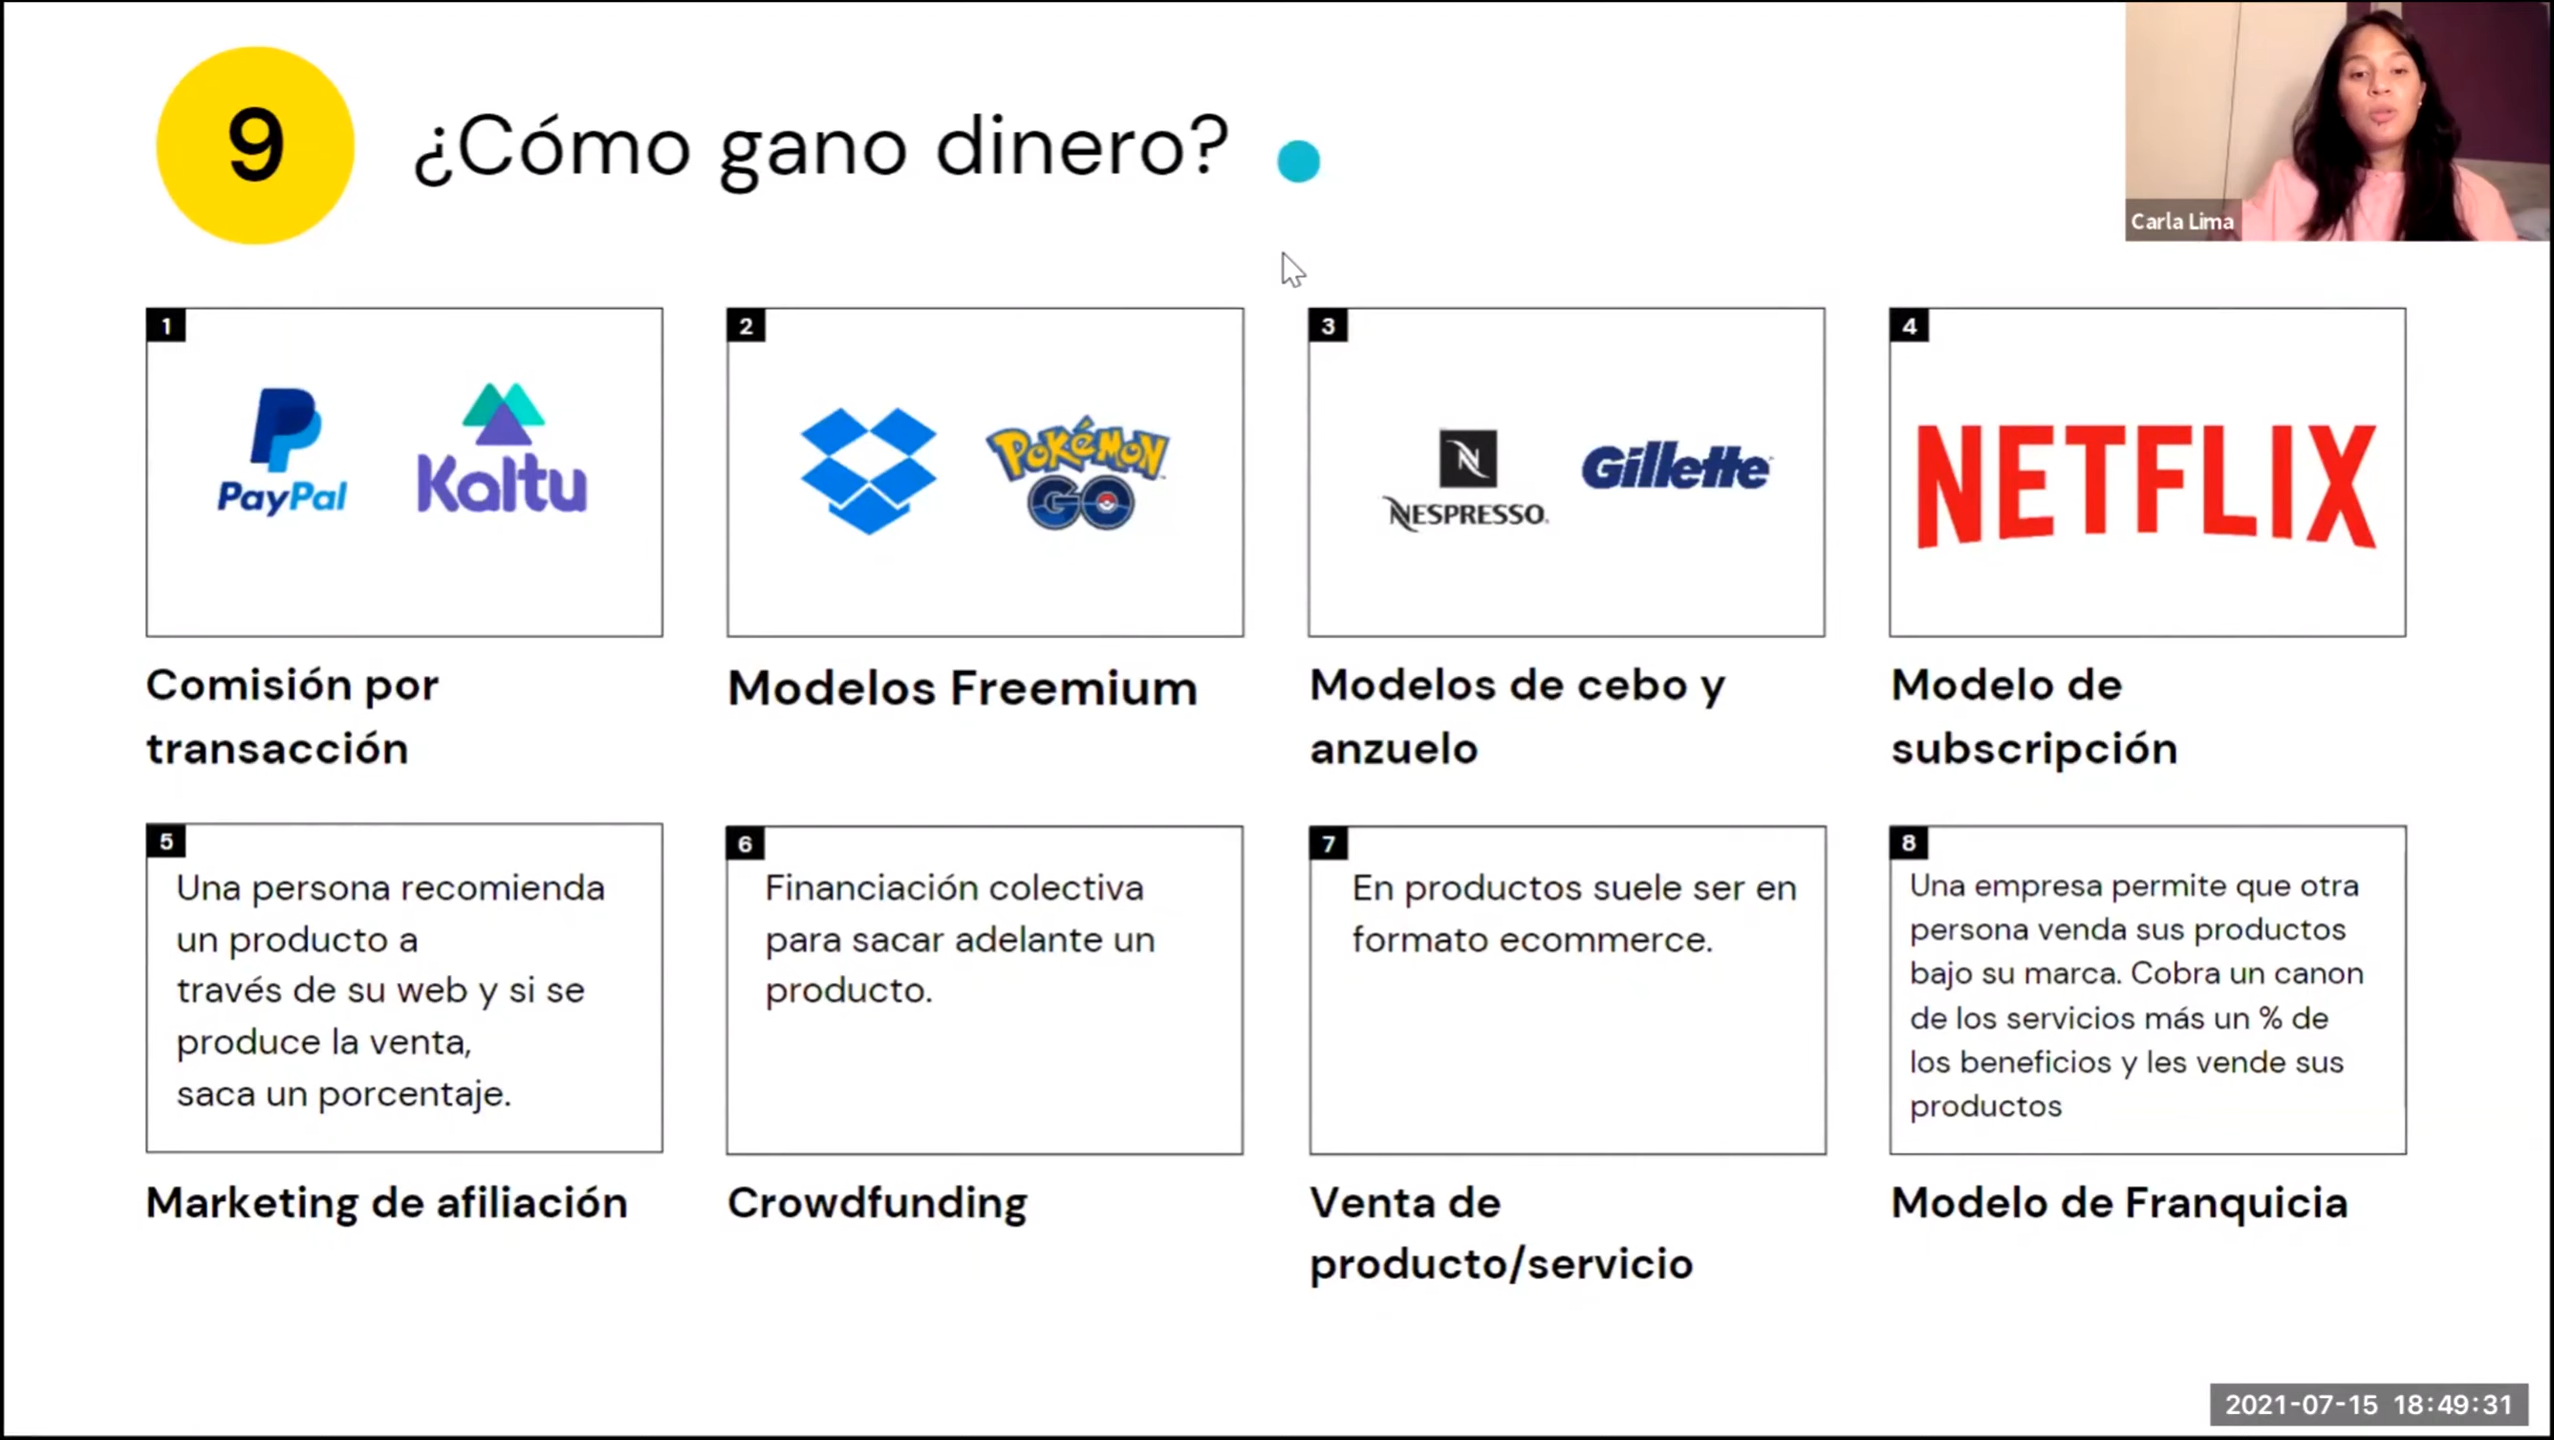 9
¿Cómo gano dinero?
Carla Lima
1
PayPal
Kaltu
Comisión por
transacción
2
POKÉMON
GO
Modelos Freemium
3
N
NESPRESSO.
Gillette
Modelos de cebo y
anzuelo
4
NETFLIX
Modelo de
subscripción
5
Una persona recomienda
un producto a
través de su web y si se
produce la venta,
saca un porcentaje.
Marketing de afiliación
6
Financiación colectiva
para sacar adelante un
producto.
Crowdfunding
7
En productos suele ser en
formato ecommerce.
Venta de
producto/servicio
8
Una empresa permite que otra
persona venda sus productos
bajo su marca. Cobra un canon
de los servicios más un % de
los beneficios y les vende sus
productos
Modelo de Franquicia
2021-07-15 18:49:31